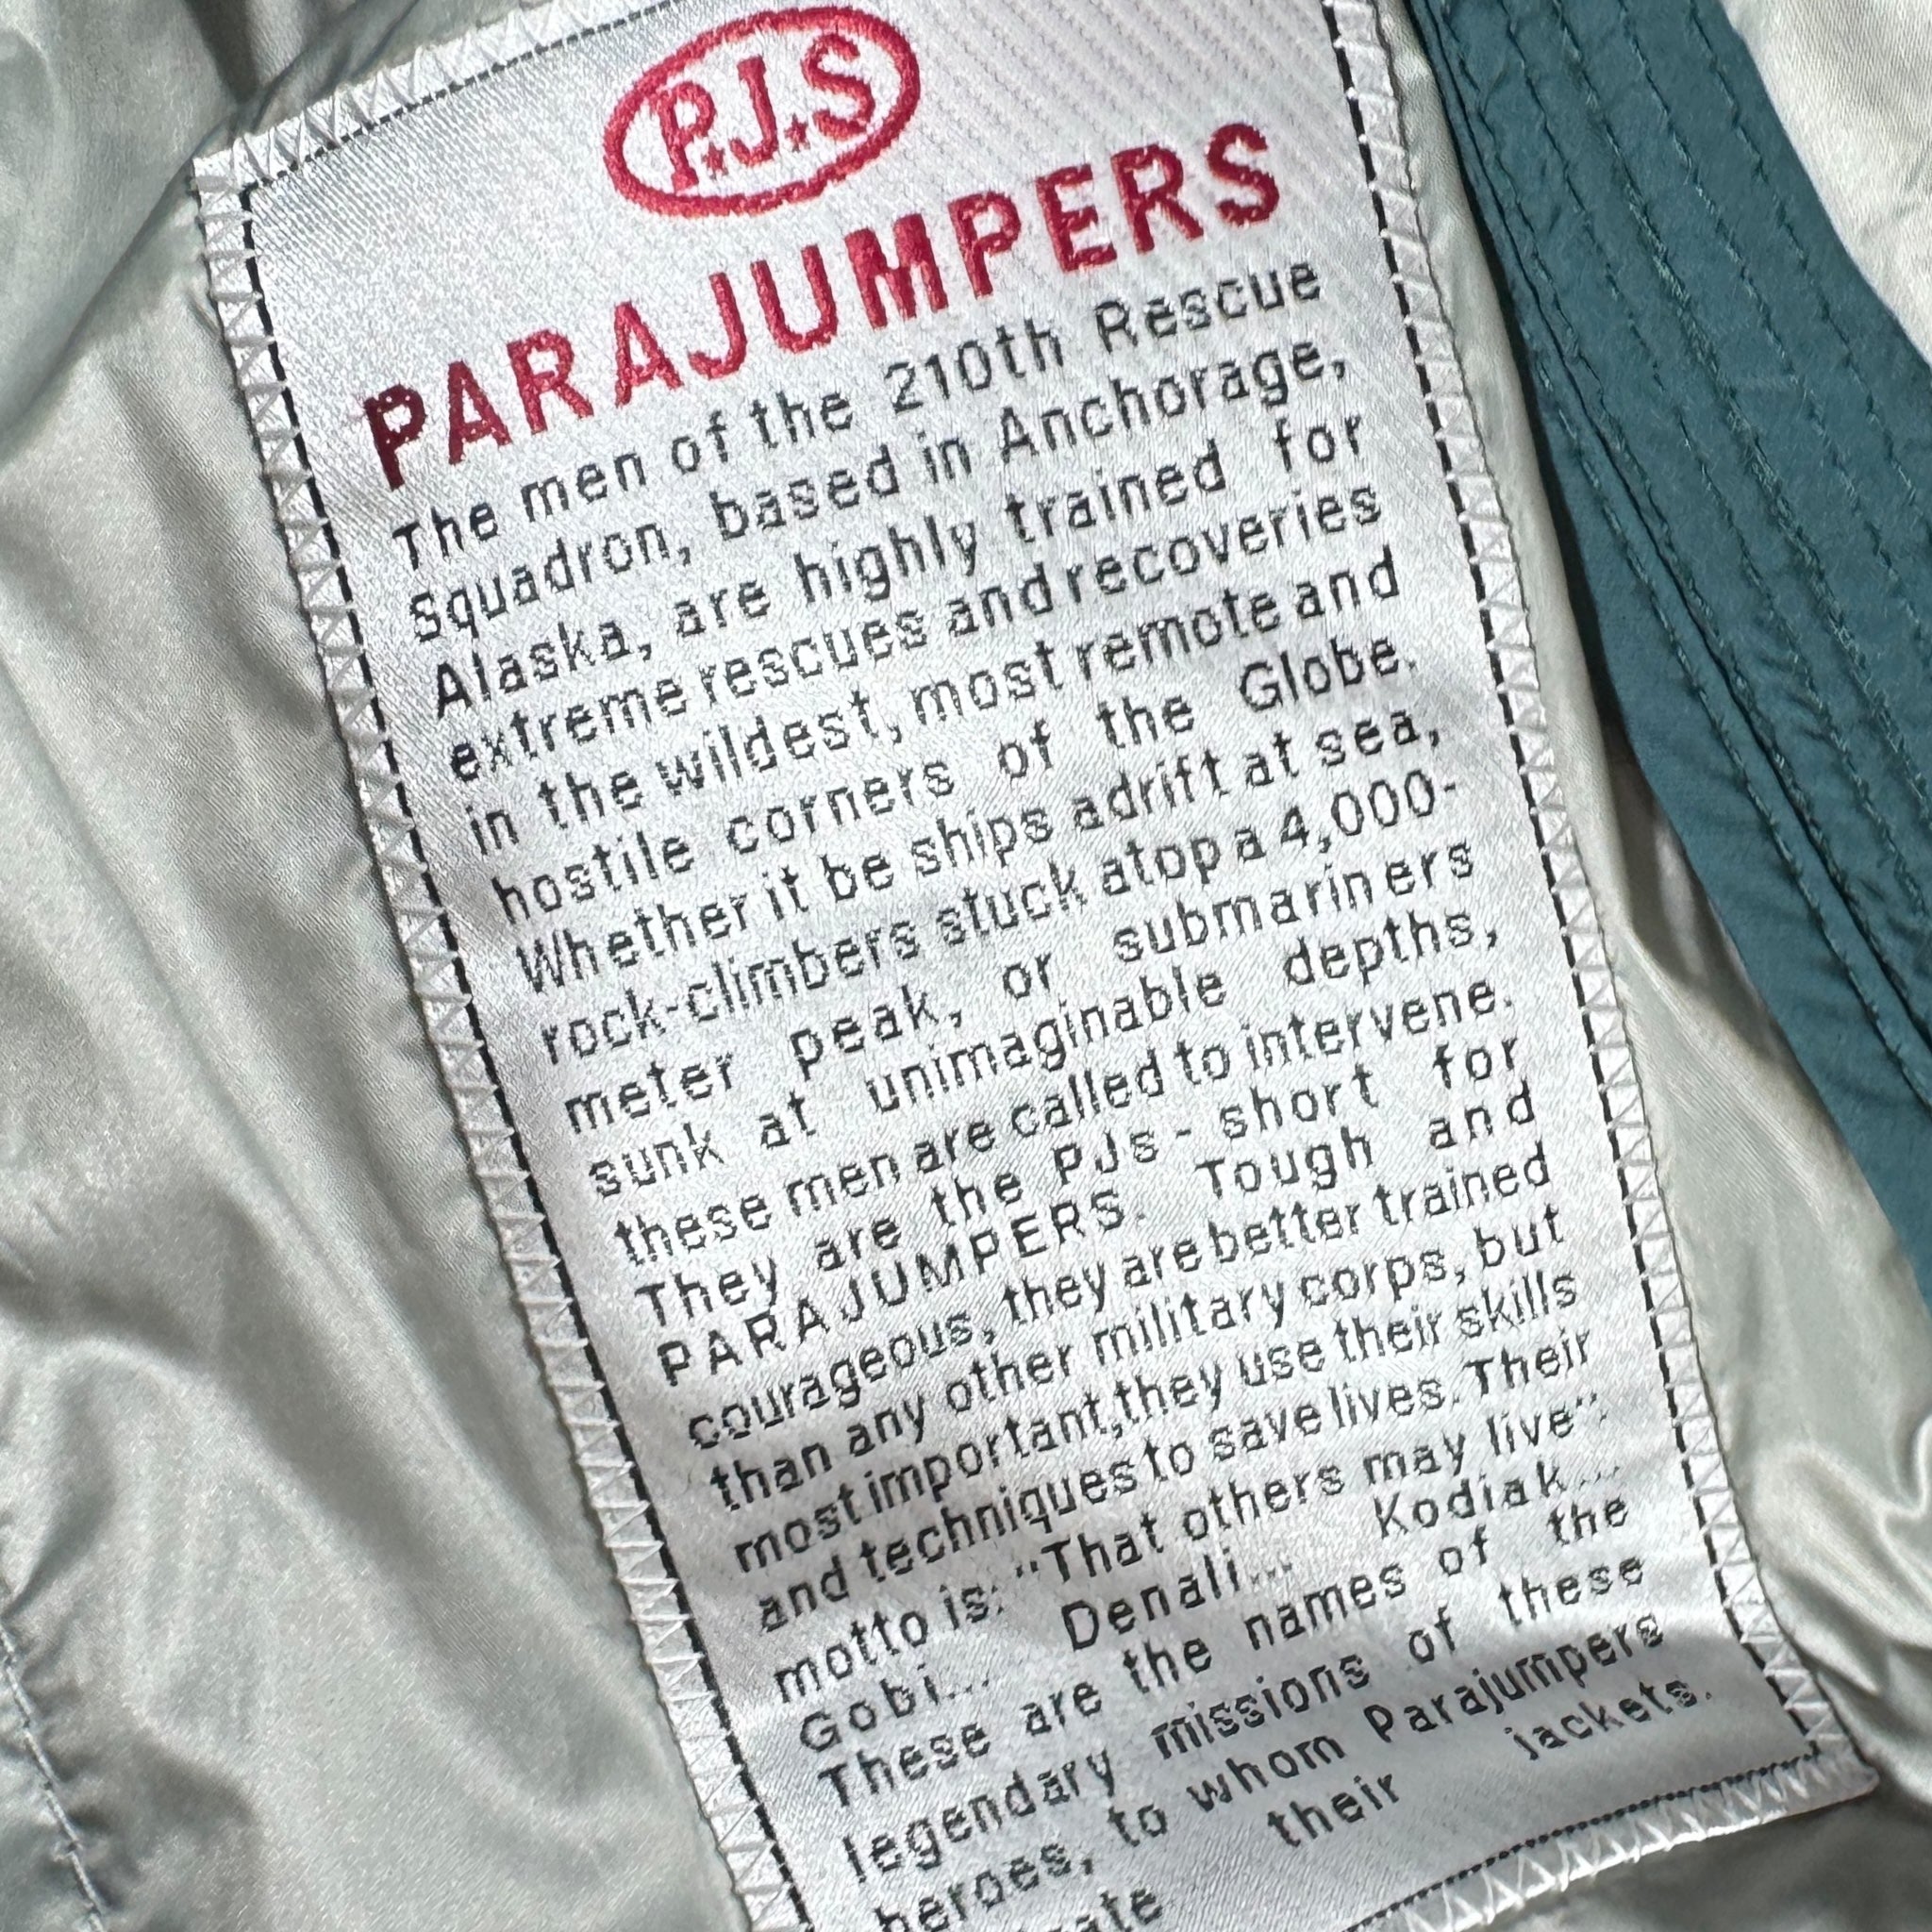 P.J.S
PARAJUMPERS
The men of the 210th Rescue
Squadron, based in Anchorage,
Alaska, are highly trained for
extreme rescues and recoveries
in the wildest, most remote and
hostile corners of the Globe.
Whether it be ships adrift at sea,
rock-climbers stuck atop a 4,000-
meter peak, or submariners
sunk at unimaginable depths,
these men are called to intervene.
They are the PJs - short for
PARAJUMPERS. Tough and
courageous, they are better trained
than any other military corps, but
most important, they use their skills
and techniques to save lives. Their
motto is: "That others may live".
Gobi... Denali... Kodiak...
These are the names of the
legendary missions of these
heroes, to whom Parajumpers
their jackets.